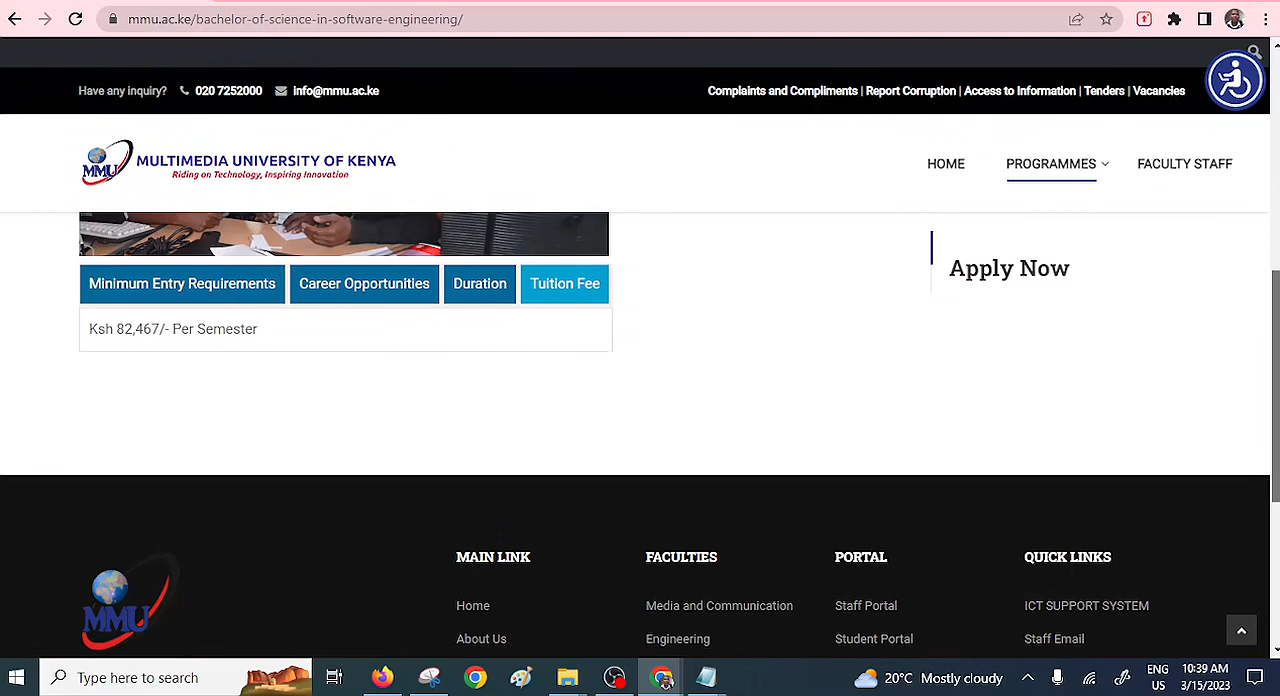 mmu.ac.ke/bachelor-of-science-in-software-engineering/
Have any inquiry? 020 7252000 info@mmu.ac.ke
Complaints and Compliments | Report Corruption | Access to Information | Tenders | Vacancies
MMU MULTIMEDIA UNIVERSITY OF KENYA
Riding on Technology, Inspiring Innovation
HOME PROGRAMMES FACULTY STAFF
Apply Now
Minimum Entry Requirements Career Opportunities Duration Tuition Fee
Ksh 82,467/- Per Semester
MMU
MAIN LINK
Home
About Us
FACULTIES
Media and Communication
Engineering
PORTAL
Staff Portal
Student Portal
QUICK LINKS
ICT SUPPORT SYSTEM
Staff Email
Type here to search
20°C Mostly cloudy
ENG
US
10:39 AM
3/15/2023